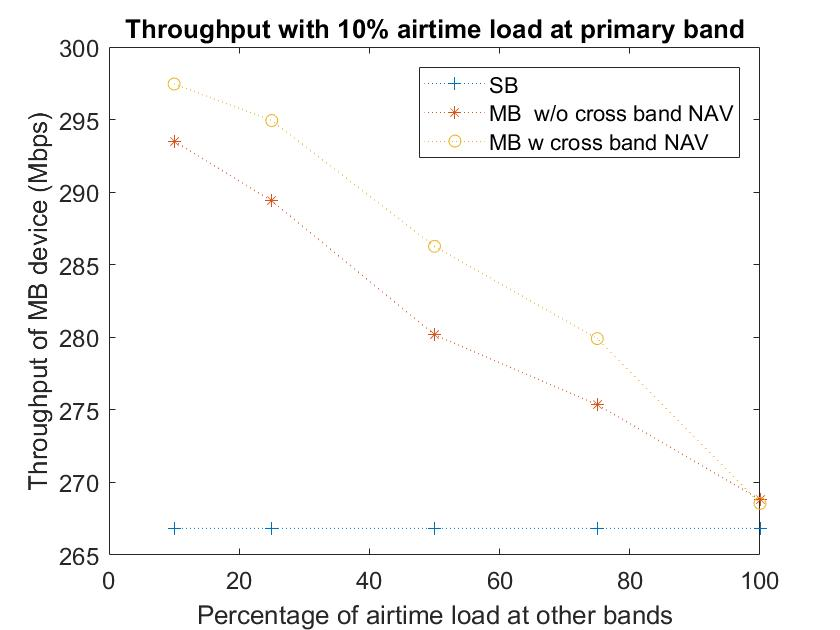 Throughput with 10% airtime load at primary band
300
295
290
285
280
275
270
265
0
20
40
60
80
100
Throughput of MB device (Mbps)
Percentage of airtime load at other bands
SB
MB w/o cross band NAV
MB w cross band NAV